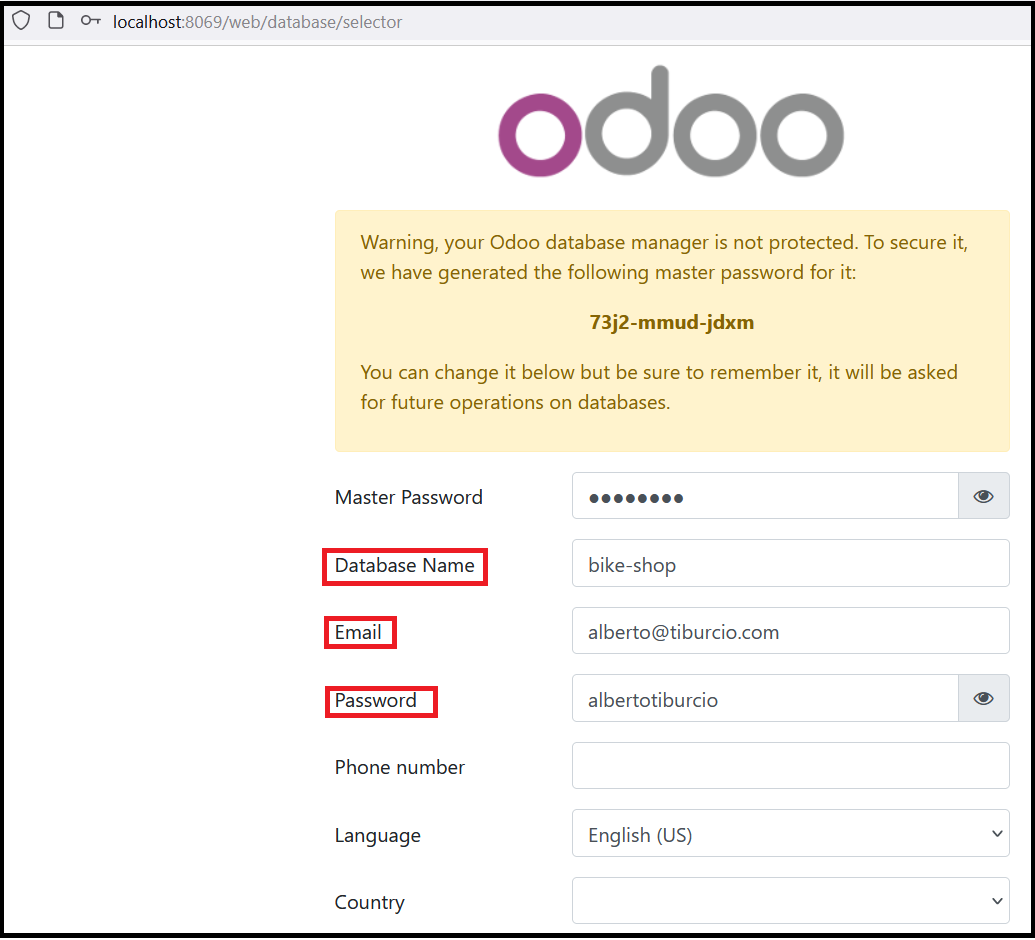 localhost:8069/web/database/selector
odoo
Warning, your Odoo database manager is not protected. To secure it,
we have generated the following master password for it:
73j2-mmud-jdxm
You can change it below but be sure to remember it, it will be asked
for future operations on databases.
Master Password ●●●●●●●●
Database Name bike-shop
Email alberto@tiburcio.com
Password albertotiburcio
Phone number
Language English (US)
Country